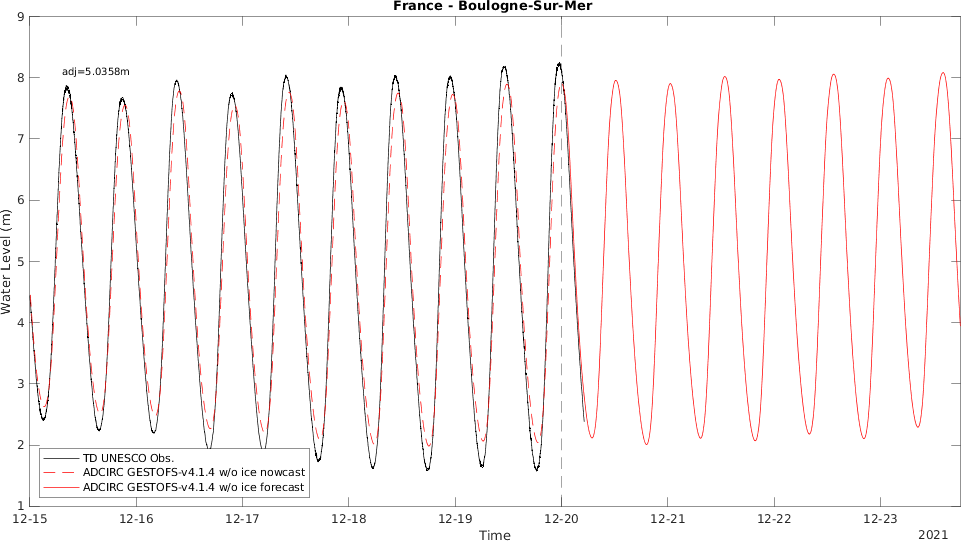 France - Boulogne-Sur-Mer
adj=5.0358m
9
8
7
6
5
4
3
2
1
Water Level (m)
TD UNESCO Obs.
ADCIRC GESTOFS-v4.1.4 w/o ice nowcast
ADCIRC GESTOFS-v4.1.4 w/o ice forecast
12-15 12-16 12-17 12-18 12-19 12-20 12-21 12-22 12-23
Time
2021